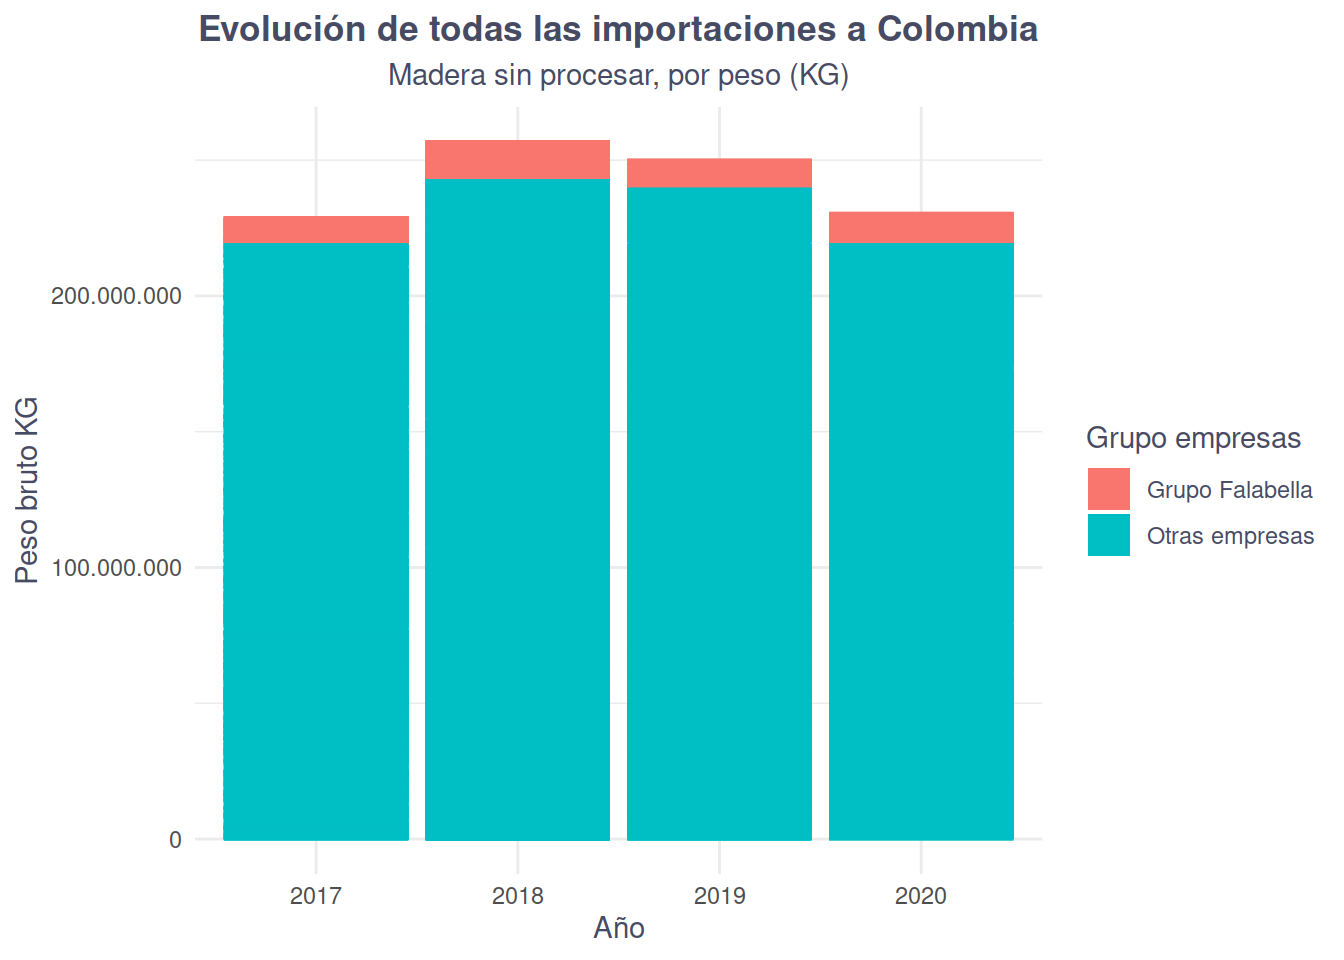 Evolución de todas las importaciones a Colombia
Madera sin procesar, por peso (KG)
Peso bruto KG
200.000.000
100.000.000
0
2017
2018
2019
2020
Año
Grupo empresas
Grupo Falabella
Otras empresas